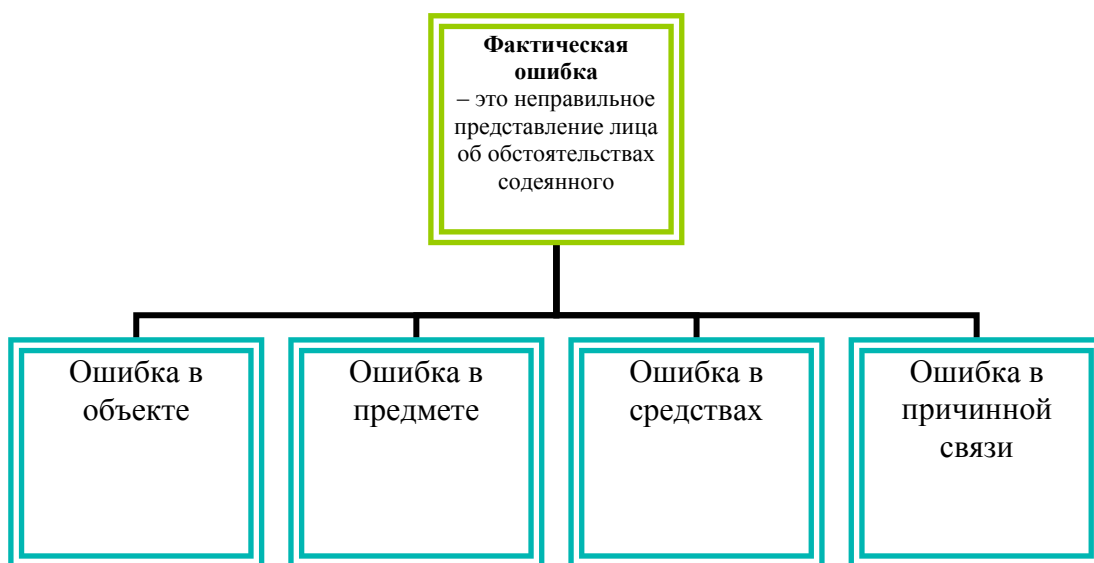 Фактическая
ошибка
– это неправильное
представление лица
об обстоятельствах
содеянного
Ошибка в
объекте
Ошибка в
предмете
Ошибка в
средствах
Ошибка в
причинной
связи